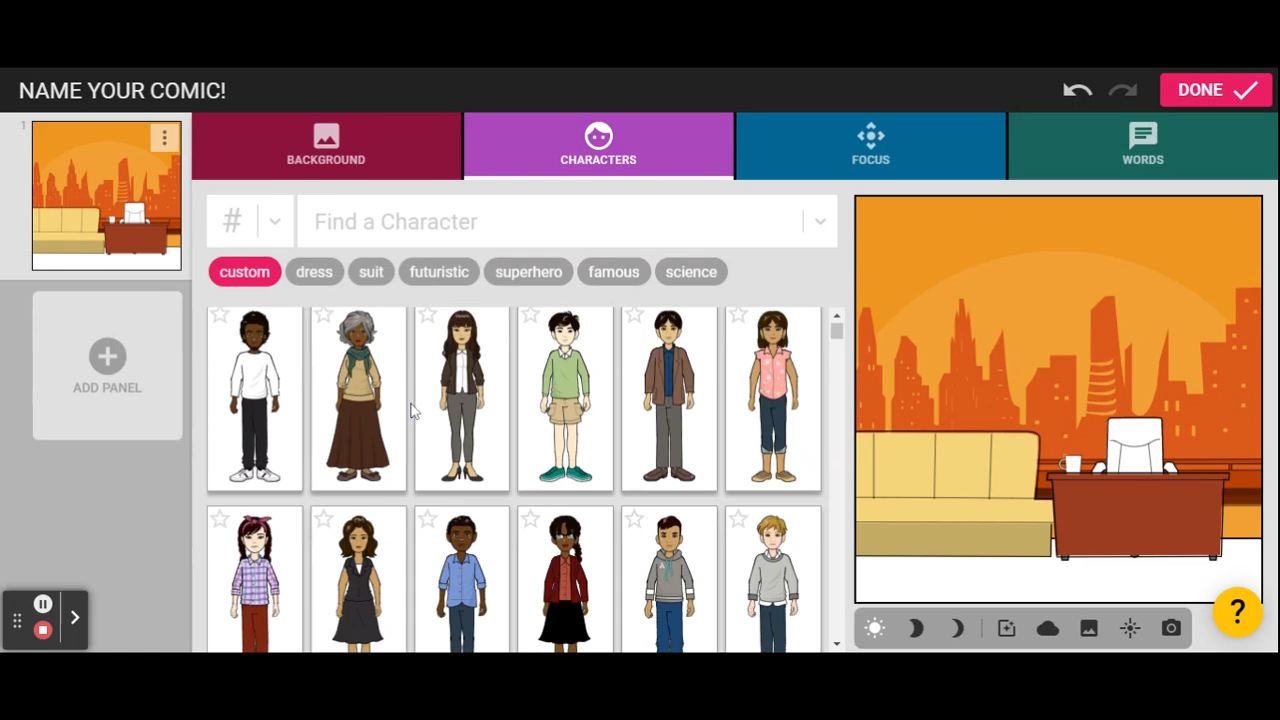 NAME YOUR COMIC!
DONE
1
BACKGROUND
CHARACTERS
FOCUS
WORDS
# Find a Character
custom dress suit futuristic superhero famous science
ADD PANEL
?